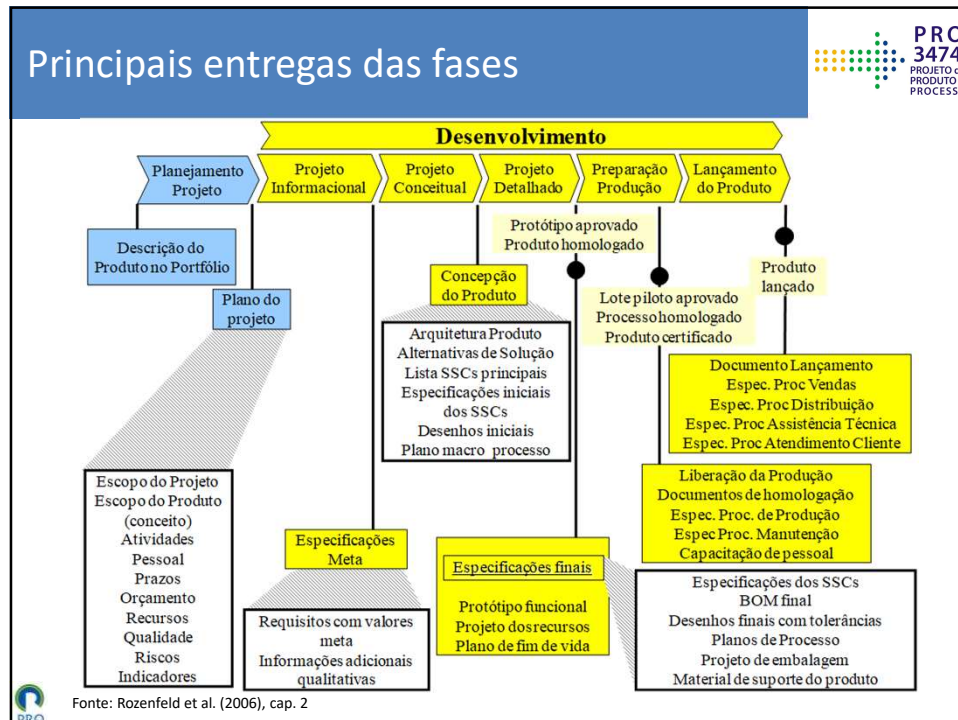 Principais entregas das fases
PRO
3474
PROJETO d
PRODUTO
PROCESS
Desenvolvimento
Planejamento
Projeto
Projeto
Informacional
Projeto
Conceitual
Projeto
Detalhado
Preparação
Produção
Lançamento
do Produto
Descrição do
Produto no Portfólio
Plano do
projeto
Escopo do Projeto
Escopo do Produto
(conceito)
Atividades
Pessoal
Prazos
Orçamento
Recursos
Qualidade
Riscos
Indicadores
Especificações
Meta
Requisitos com valores
meta
Informações adicionais
qualitativas
Concepção
do Produto
Arquitetura Produto
Alternativas de Solução
Lista SSCs principais
Especificações iniciais
dos SSCs
Desenhos iniciais
Plano macro processo
Protótipo aprovado
Produto homologado
Especificações finais
Protótipo funcional
Projeto dos recursos
Plano de fim de vida
Especificações dos SSCs
BOM final
Desenhos finais com tolerâncias
Planos de Processo
Projeto de embalagem
Material de suporte do produto
Lote piloto aprovado
Processo homologado
Produto certificado
Liberação da Produção
Documentos de homologação
Espec. Proc. de Produção
Espec Proc. Manutenção
Capacitação de pessoal
Produto
lançado
Documento Lançamento
Espec. Proc Vendas
Espec. Proc Distribuição
Espec. Proc Assistência Técnica
Espec. Proc Atendimento Cliente
Fonte: Rozenfeld et al. (2006), cap. 2
PRO